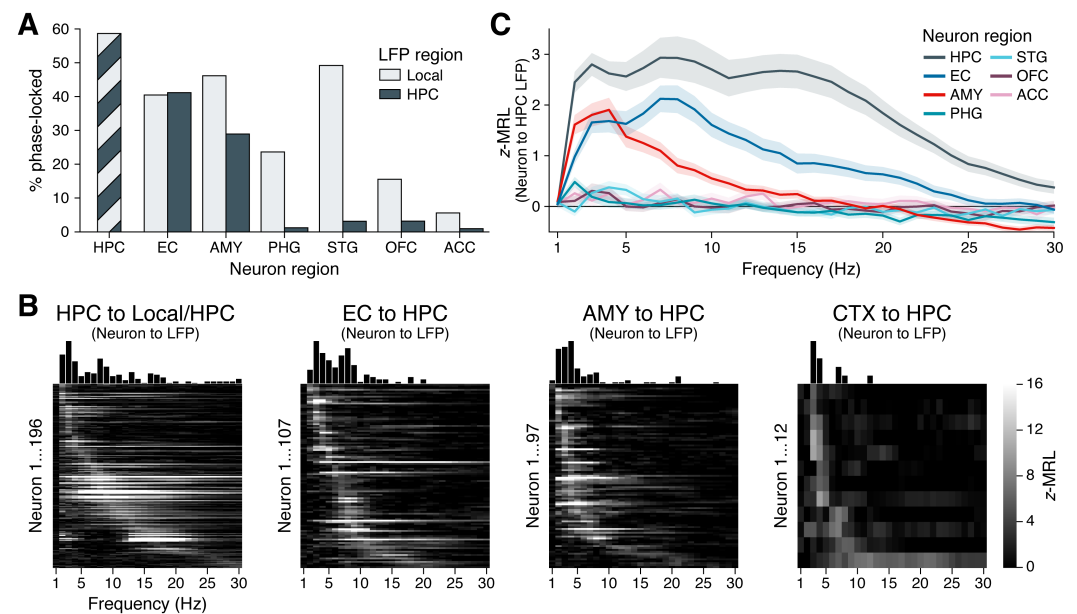 A
% phase-locked
60
50
40
30
20
10
0
LFP region
Local
HPC
HPC EC AMY PHG STG OFC ACC
Neuron region
C
z-MRL
(Neuron to HPC LFP)
3
2
1
0
Neuron region
HPC STG
EC OFC
AMY ACC
PHG
1 5 10 15 20 25 30
Frequency (Hz)
B
HPC to Local/HPC
(Neuron to LFP)
Neuron 1...196
1 5 10 15 20 25 30
Frequency (Hz)
EC to HPC
(Neuron to LFP)
Neuron 1...107
1 5 10 15 20 25 30
AMY to HPC
(Neuron to LFP)
Neuron 1...97
1 5 10 15 20 25 30
CTX to HPC
(Neuron to LFP)
Neuron 1...12
1 5 10 15 20 25 30
16
12
8
4
0
z-MRL